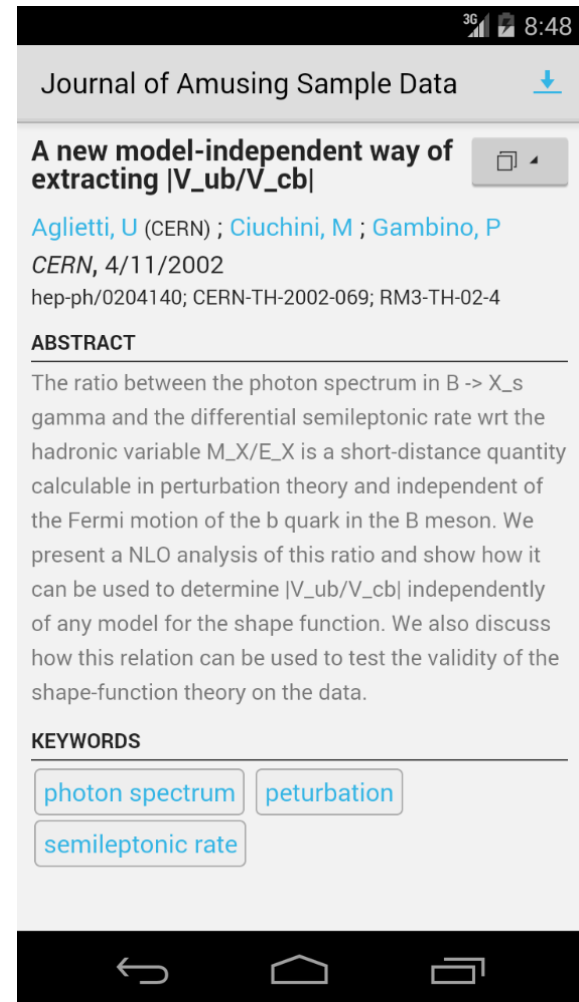 3G 8:48
Journal of Amusing Sample Data
A new model-independent way of
extracting |V_ub/V_cb|
Aglietti, U (CERN) ; Ciuchini, M ; Gambino, P
CERN, 4/11/2002
hep-ph/0204140; CERN-TH-2002-069; RM3-TH-02-4
ABSTRACT
The ratio between the photon spectrum in B -> X_s
gamma and the differential semileptonic rate wrt the
hadronic variable M_X/E_X is a short-distance quantity
calculable in perturbation theory and independent of
the Fermi motion of the b quark in the B meson. We
present a NLO analysis of this ratio and show how it
can be used to determine |V_ub/V_cb| independently
of any model for the shape function. We also discuss
how this relation can be used to test the validity of the
shape-function theory on the data.
KEYWORDS
photon spectrum peturbation
semileptonic rate